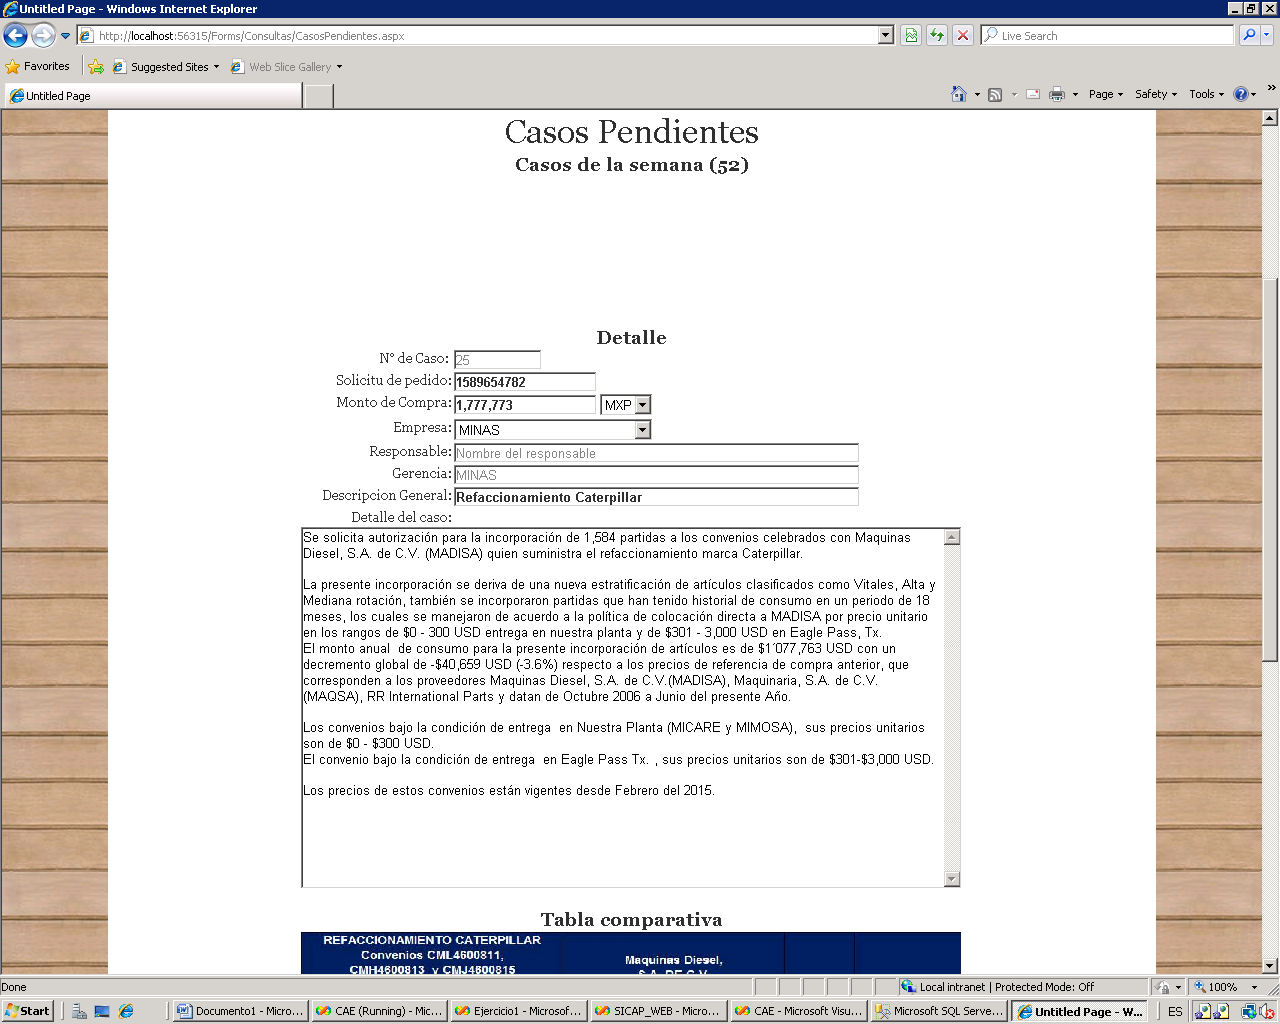 Untitled Page - Windows Internet Explorer
http://localhost:56315/Forms/Consultas/CasosPendientes.aspx
Live Search
Favorites
Suggested Sites
Web Slice Gallery
Untitled Page
Page
Safety
Tools
Casos Pendientes
Casos de la semana (52)
Detalle
N° de Caso: 25
Solicitu de pedido: 1589654782
Monto de Compra: 1,777,773 MXP
Empresa: MINAS
Responsable: Nombre del responsable
Gerencia: MINAS
Descripcion General: Refaccionamiento Caterpillar
Detalle del caso:
Se solicita autorización para la incorporación de 1,584 partidas a los convenios celebrados con Maquinas
Diesel, S.A. de C.V. (MADISA) quien suministra el refaccionamiento marca Caterpillar.
La presente incorporación se deriva de una nueva estratificación de artículos clasificados como Vitales, Alta y
Mediana rotación, también se incorporaron partidas que han tenido historial de consumo en un periodo de 18
meses, los cuales se manejaron de acuerdo a la política de colocación directa a MADISA por precio unitario
en los rangos de $0 - 300 USD entrega en nuestra planta y de $301 - 3,000 USD en Eagle Pass, Tx.
El monto anual  de consumo para la presente incorporación de artículos es de $1´077,763 USD con un
decremento global de -$40,659 USD (-3.6%) respecto a los precios de referencia de compra anterior, que
corresponden a los proveedores Maquinas Diesel, S.A. de C.V.(MADISA), Maquinaria, S.A. de C.V.
(MAQSA), RR International Parts y datan de Octubre 2006 a Junio del presente Año.
Los convenios bajo la condición de entrega  en Nuestra Planta (MICARE y MIMOSA),  sus precios unitarios
son de $0 - $300 USD.
El convenio bajo la condición de entrega  en Eagle Pass Tx. , sus precios unitarios son de $301-$3,000 USD.
Los precios de estos convenios están vigentes desde Febrero del 2015.
Tabla comparativa
REFACCIONAMIENTO CATERPILLAR
Convenios CML4600811,
CMH4600813 y CMJ4600815
Maquinas Diesel,
S.A. DE C.V.
Done
Local intranet | Protected Mode: Off
100%
Start
Documento1 - Micro...
CAE (Running) - Mic...
Ejercicio1 - Microsof...
SICAP_WEB - Micro...
CAE - Microsoft Visu...
Microsoft SQL Serve...
Untitled Page - W...
ES